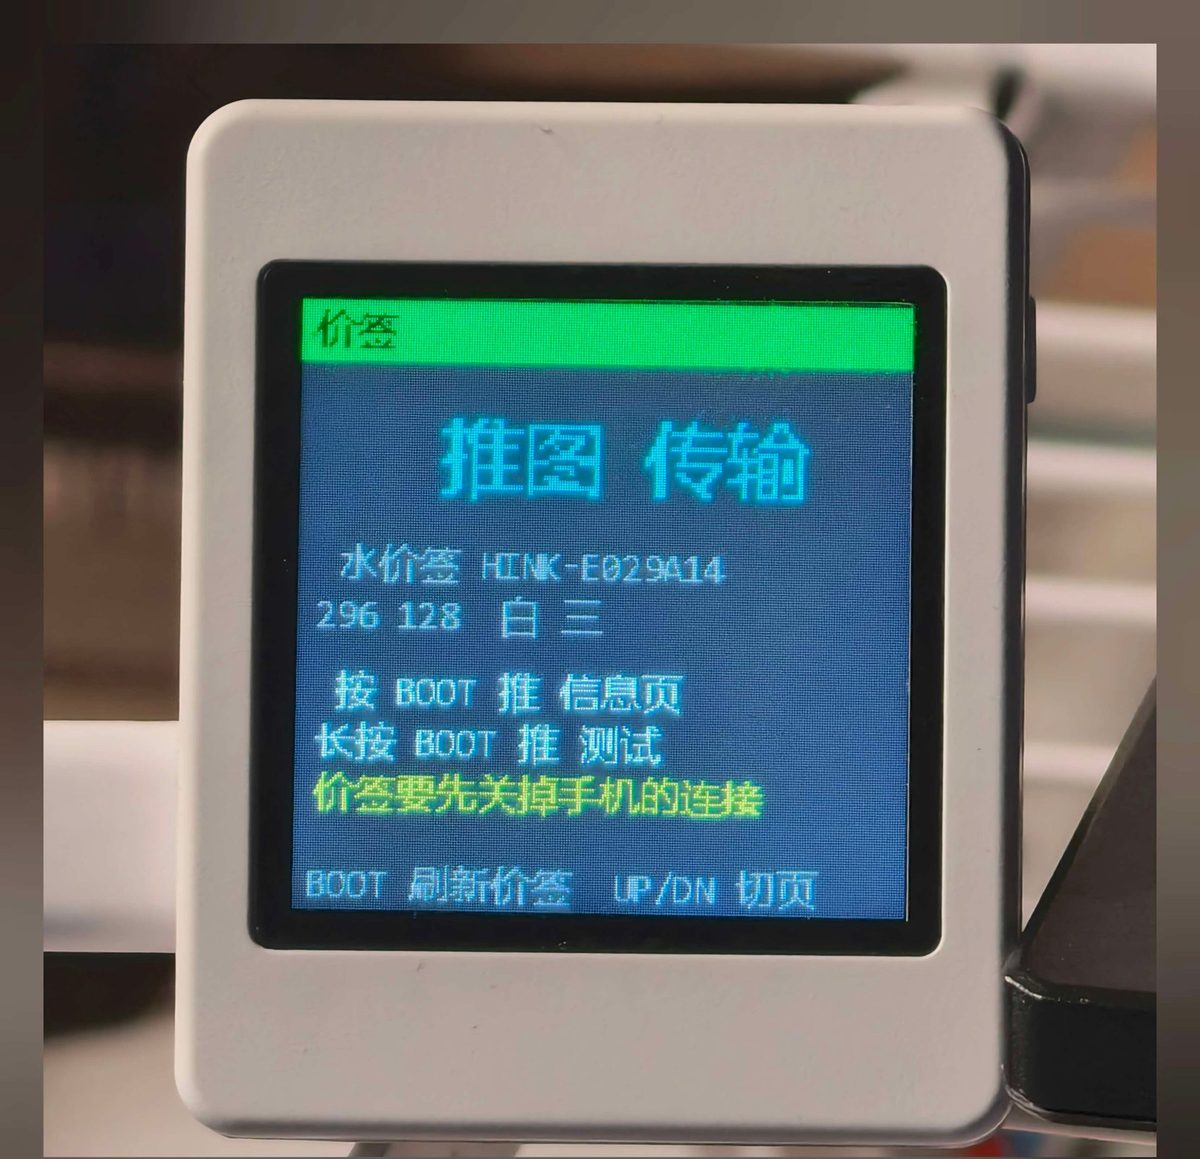 价签
推图 传输
水价签 HINK-E029A14
296 128 白 三
按 BOOT 推 信息页
长按 BOOT 推 测试
价签要先关掉手机的连接
BOOT 刷新价签 UP/DN 切页